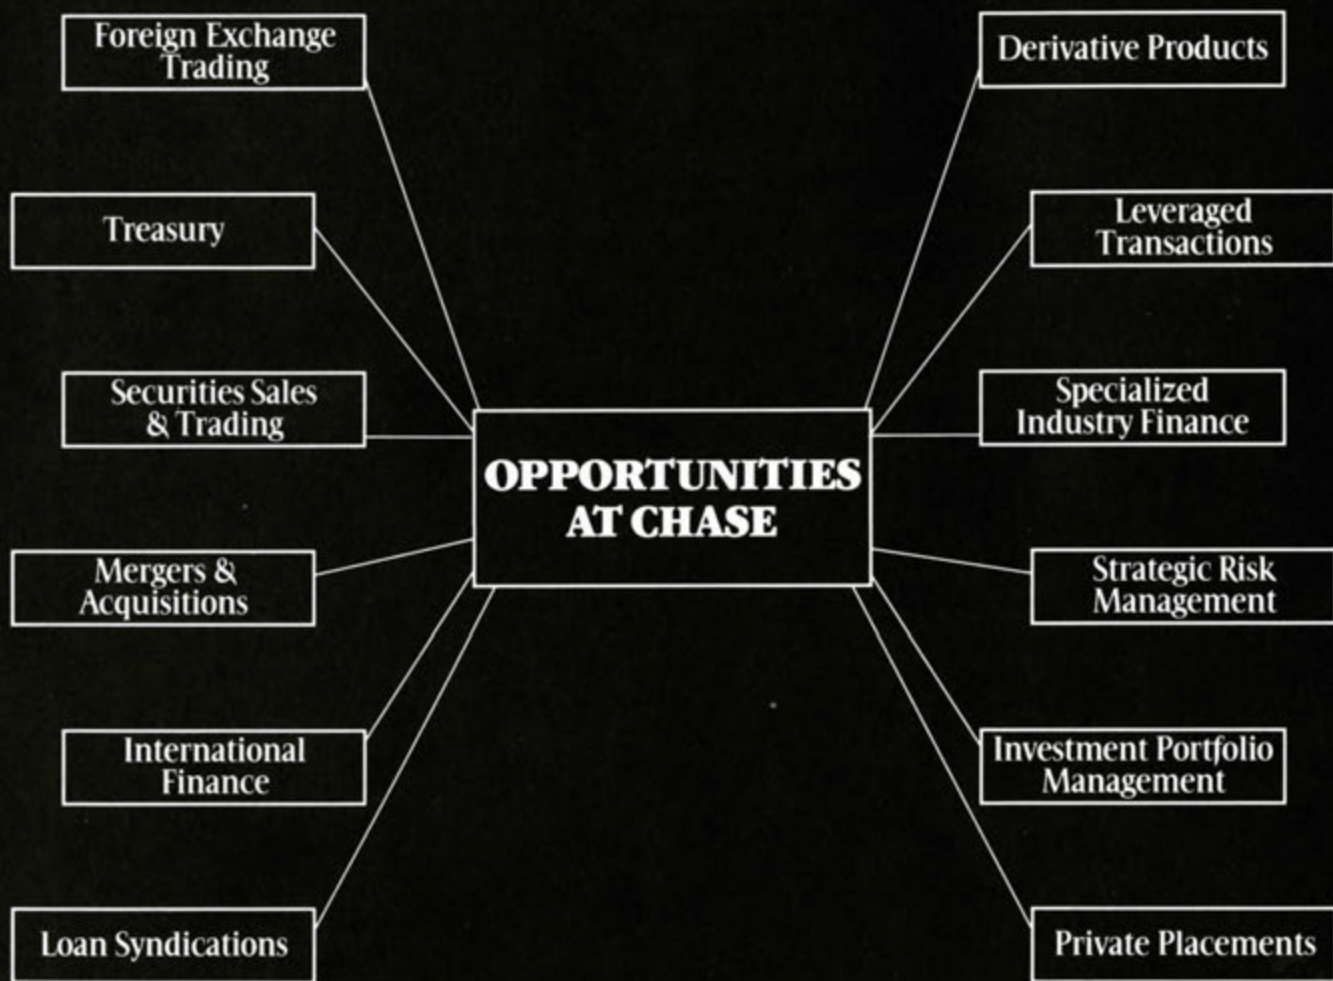 Foreign Exchange
Trading
Treasury
Securities Sales
& Trading
Mergers &
Acquisitions
International
Finance
Loan Syndications
OPPORTUNITIES
AT CHASE
Derivative Products
Leveraged
Transactions
Specialized
Industry Finance
Strategic Risk
Management
Investment Portfolio
Management
Private Placements